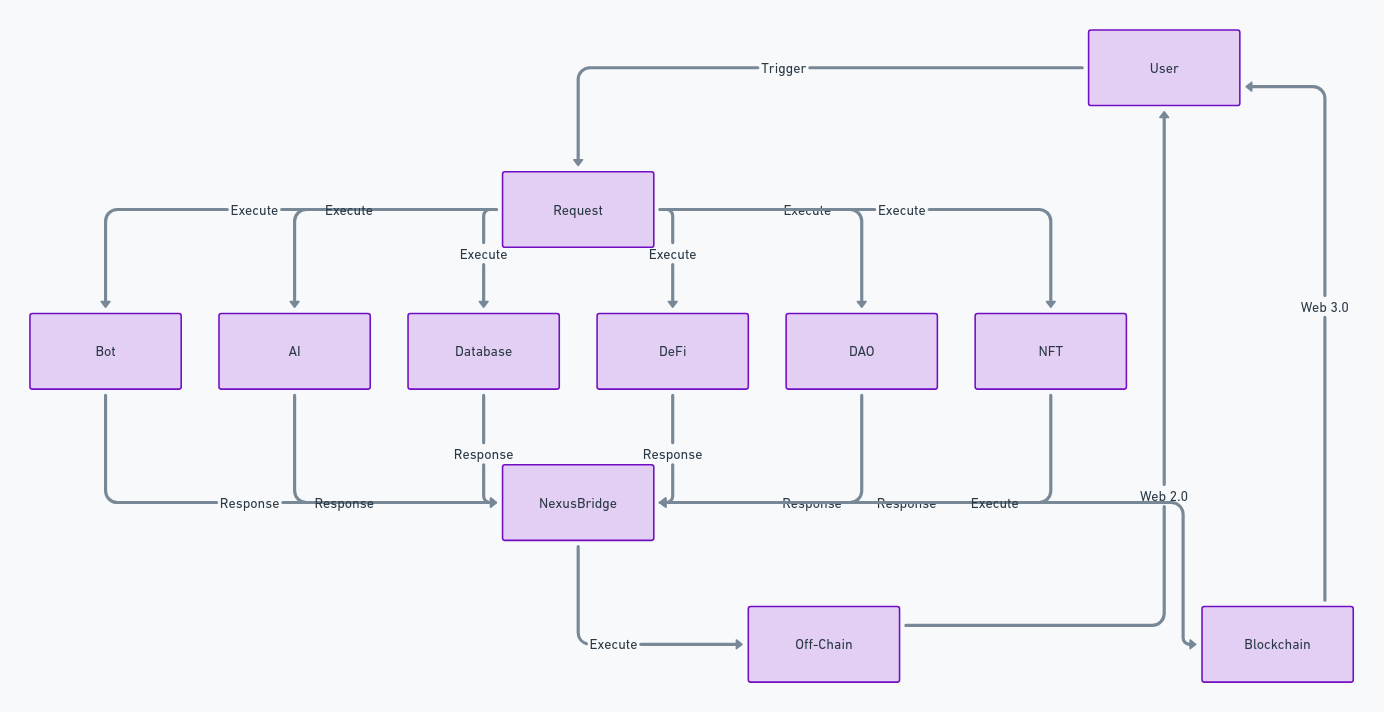 User
Trigger
Request
Execute
Execute
Execute
Execute
Execute
Execute
Web 3.0
Bot
AI
Database
DeFi
DAO
NFT
Response
Response
Web 2.0
NexusBridge
Response
Response
Response
Response
Execute
Execute
Off-Chain
Blockchain